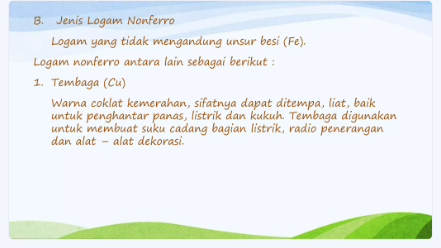 B. Jenis Logam Nonferro
Logam yang tidak mengandung unsur besi (Fe).
Logam nonferro antara lain sebagai berikut :
1. Tembaga (Cu)
Warna coklat kemerahan, sifatnya dapat ditempa, liat, baik
untuk penghantar panas, listrik dan kukuh. Tembaga digunakan
untuk membuat suku cadang bagian listrik, radio penerangan
dan alat – alat dekorasi.